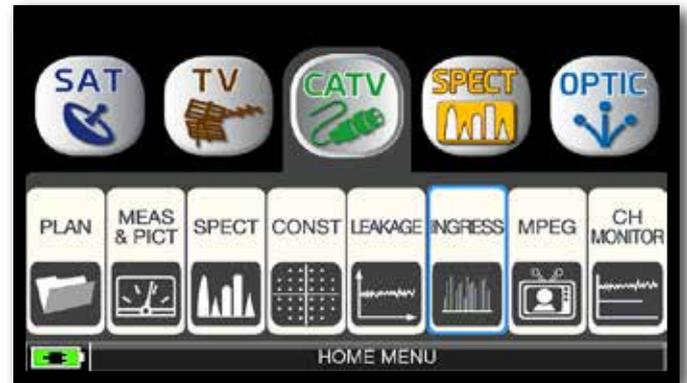 SAT
TV
CATV
SPECT
OPTIC
PLAN
MEAS
& PICT
SPECT
CONST
LEAKAGE
INGRESS
MPEG
CH
MONITOR
HOME MENU